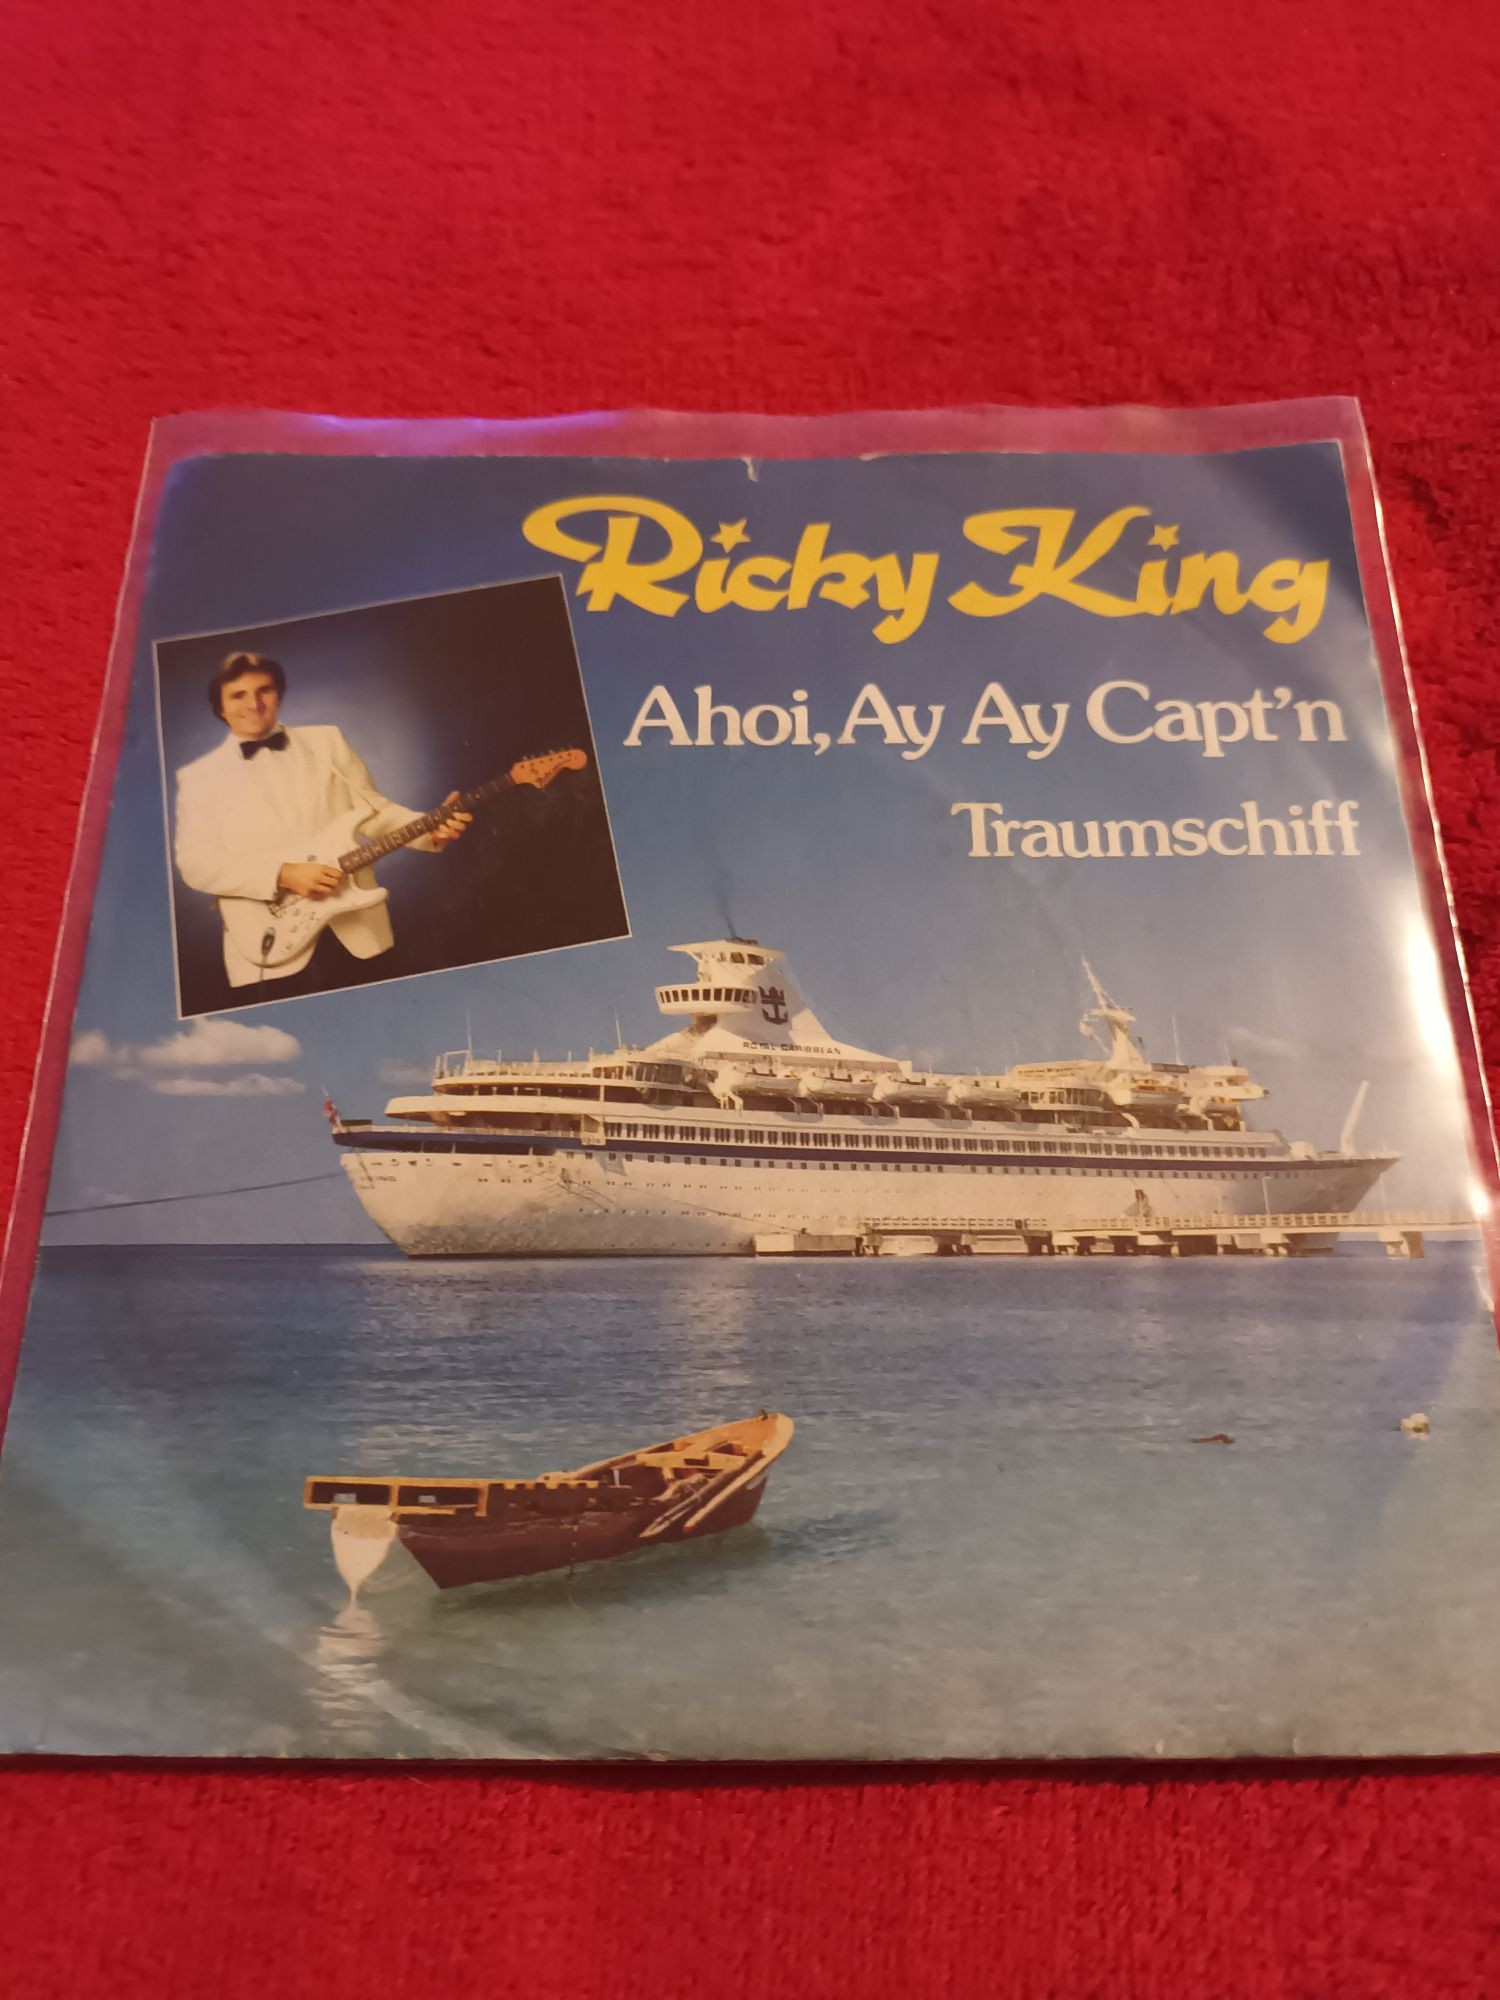 Ricky King
Ahoi, Ay Ay Capt'n
Traumschiff
ROYAL CARIBBEAN